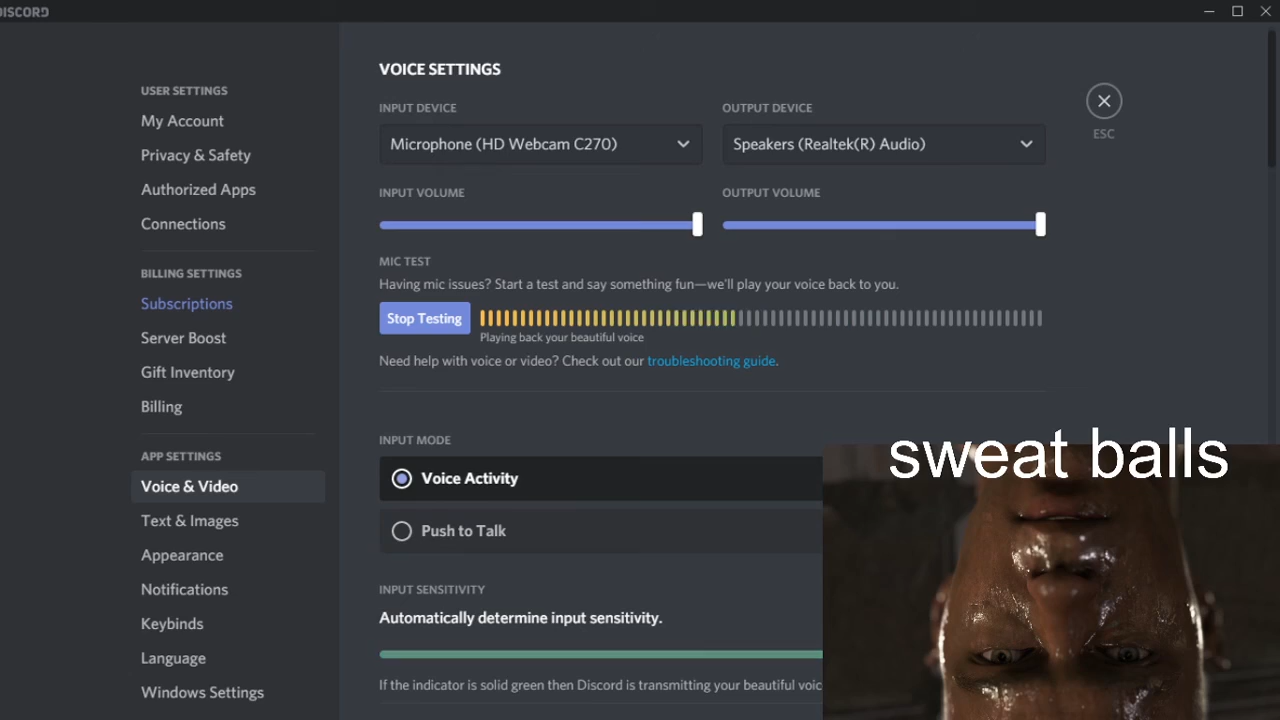 DISCORD
USER SETTINGS
My Account
Privacy & Safety
Authorized Apps
Connections
BILLING SETTINGS
Subscriptions
Server Boost
Gift Inventory
Billing
APP SETTINGS
Voice & Video
Text & Images
Appearance
Notifications
Keybinds
Language
Windows Settings
VOICE SETTINGS
INPUT DEVICE
Microphone (HD Webcam C270)
OUTPUT DEVICE
Speakers (Realtek(R) Audio)
ESC
INPUT VOLUME
OUTPUT VOLUME
MIC TEST
Having mic issues? Start a test and say something fun—we'll play your voice back to you.
Stop Testing
Playing back your beautiful voice
Need help with voice or video? Check out our troubleshooting guide.
INPUT MODE
Voice Activity
Push to Talk
INPUT SENSITIVITY
Automatically determine input sensitivity.
If the indicator is solid green then Discord is transmitting your beautiful voic
sweat balls